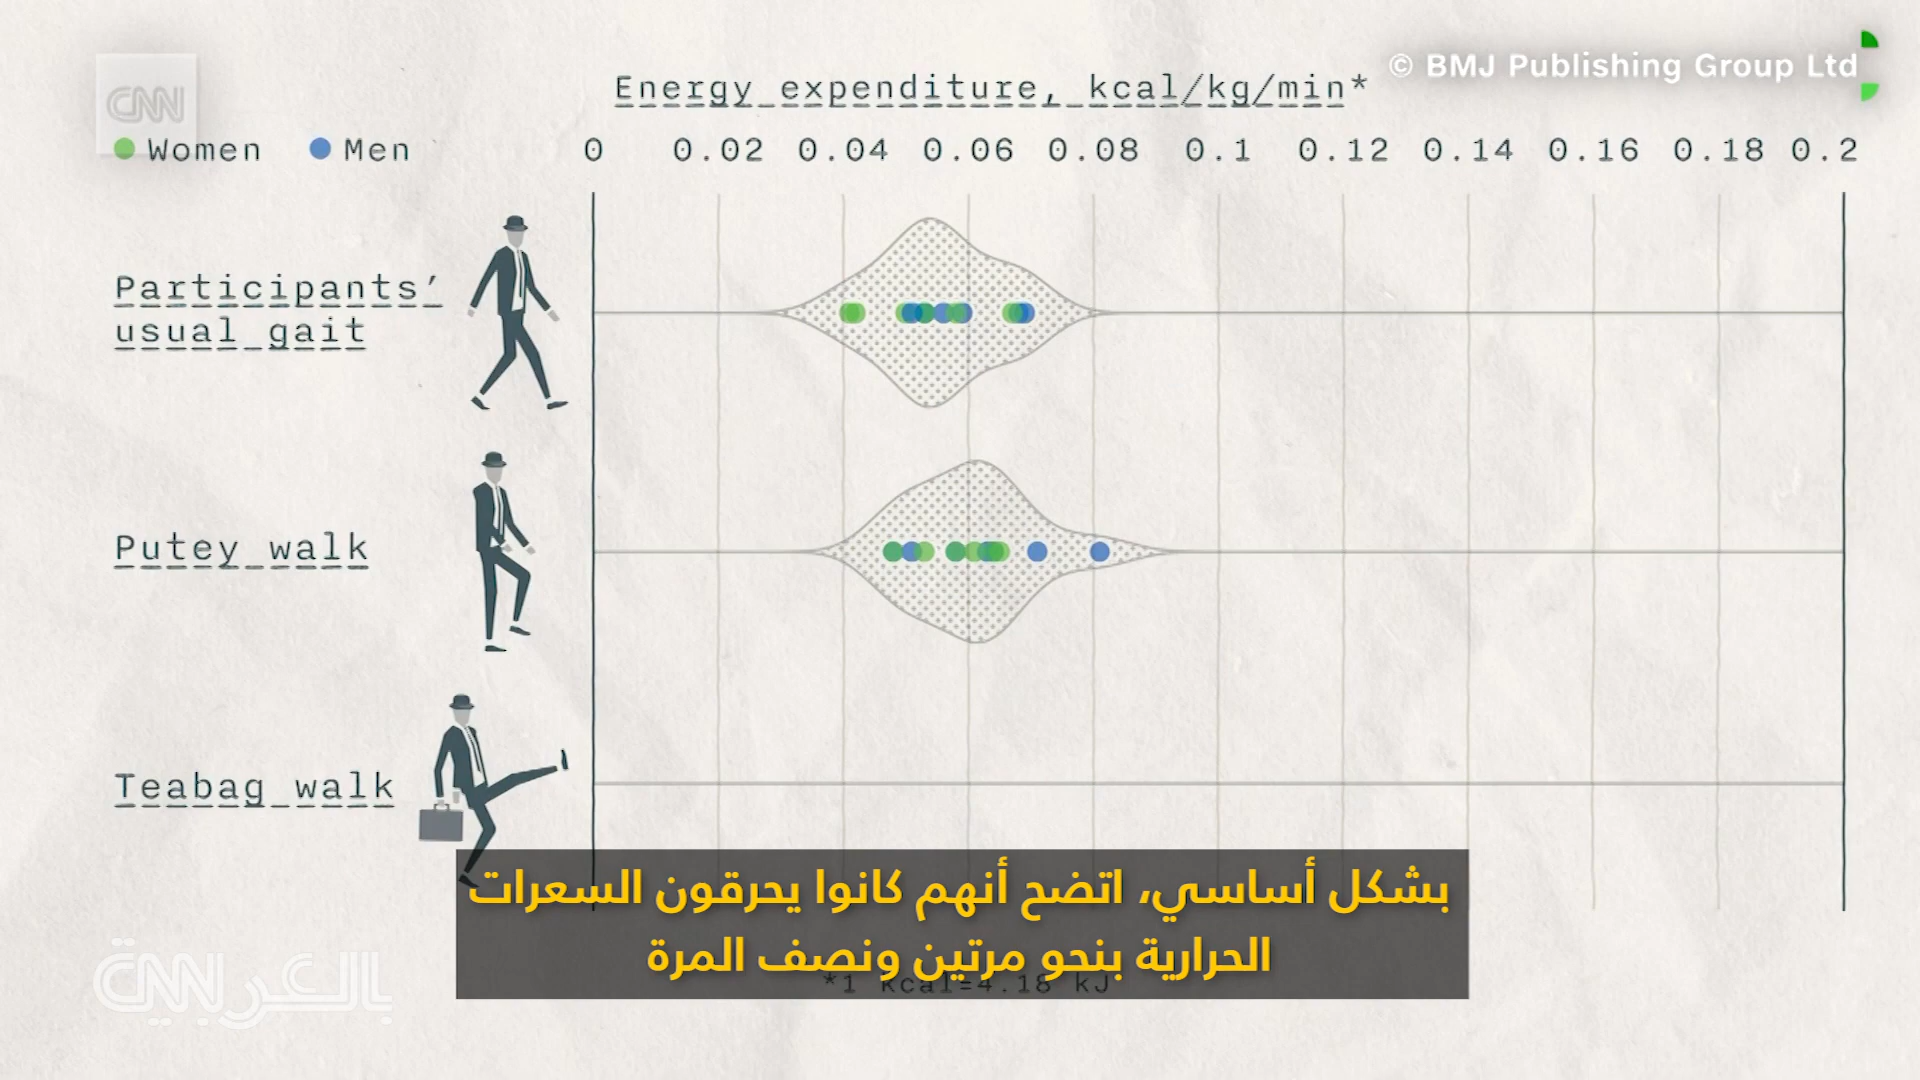 CNN
© BMJ Publishing Group Ltd
Energy expenditure, kcal/kg/min*
Women Men
0 0.02 0.04 0.06 0.08 0.1 0.12 0.14 0.16 0.18 0.2
Participants’
usual gait
Putey walk
Teabag walk
بشكل أساسي، اتضح أنهم كانوا يحرقون السعرات
الحرارية بنحو مرتين ونصف المرة
*1 kcal=4.18 kJ
CNN بالعربية